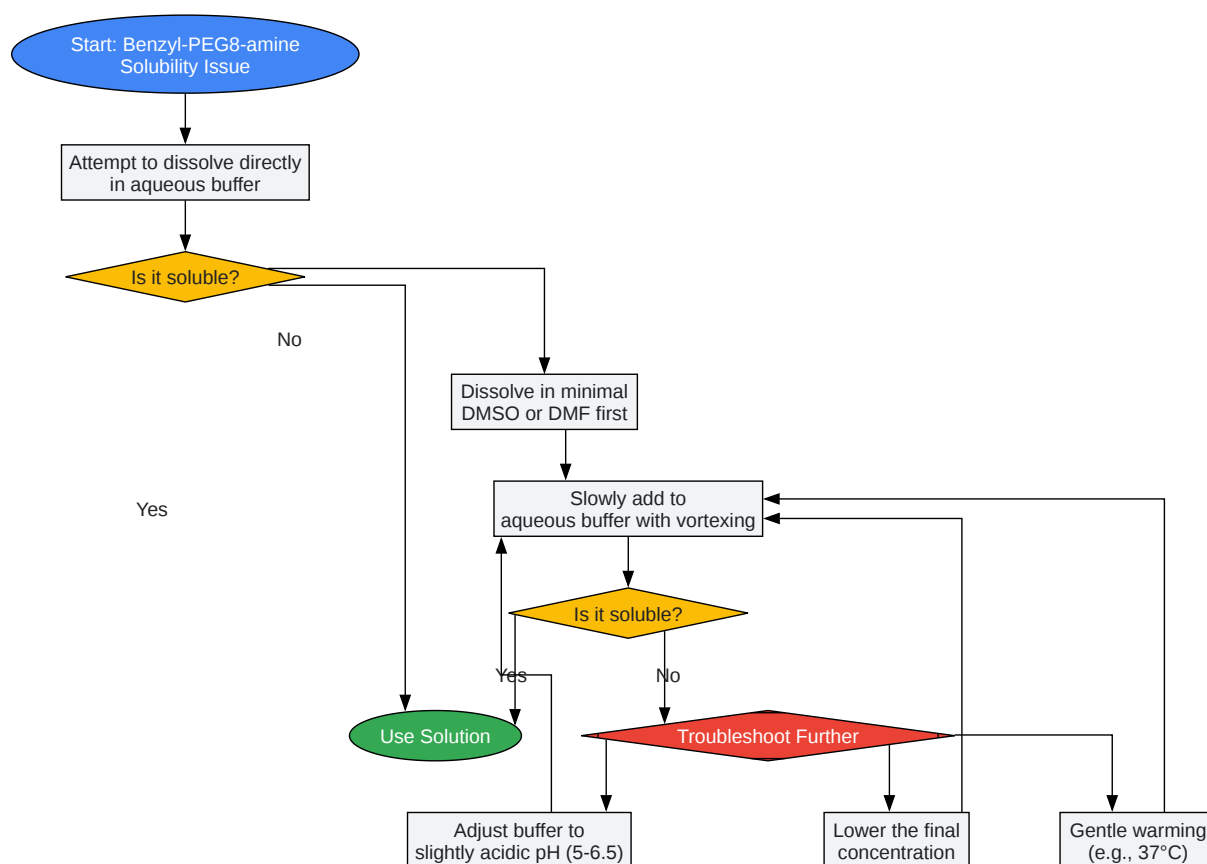 Start: Benzyl-PEG8-amine
Solubility Issue
Attempt to dissolve directly
in aqueous buffer
Is it soluble?
No
Dissolve in minimal
DMSO or DMF first
Yes
Slowly add to
aqueous buffer with vortexing
Is it soluble?
Yes
No
Use Solution
Troubleshoot Further
Adjust buffer to
slightly acidic pH (5-6.5)
Lower the final
concentration
Gentle warming
(e.g., 37°C)